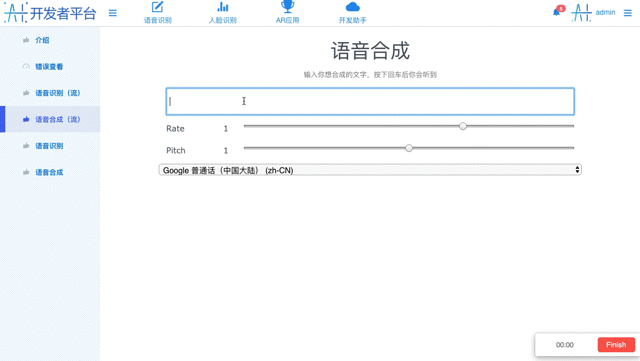 AI 开发者平台
语音识别
人脸识别
AR应用
开发助手
5
AI
admin
介绍
错误查看
语音识别（流）
语音合成（流）
语音识别
语音合成
语音合成
输入你想合成的文字，按下回车后你会听到
Rate 1
Pitch 1
Google 普通话（中国大陆） (zh-CN)
00:00
Finish